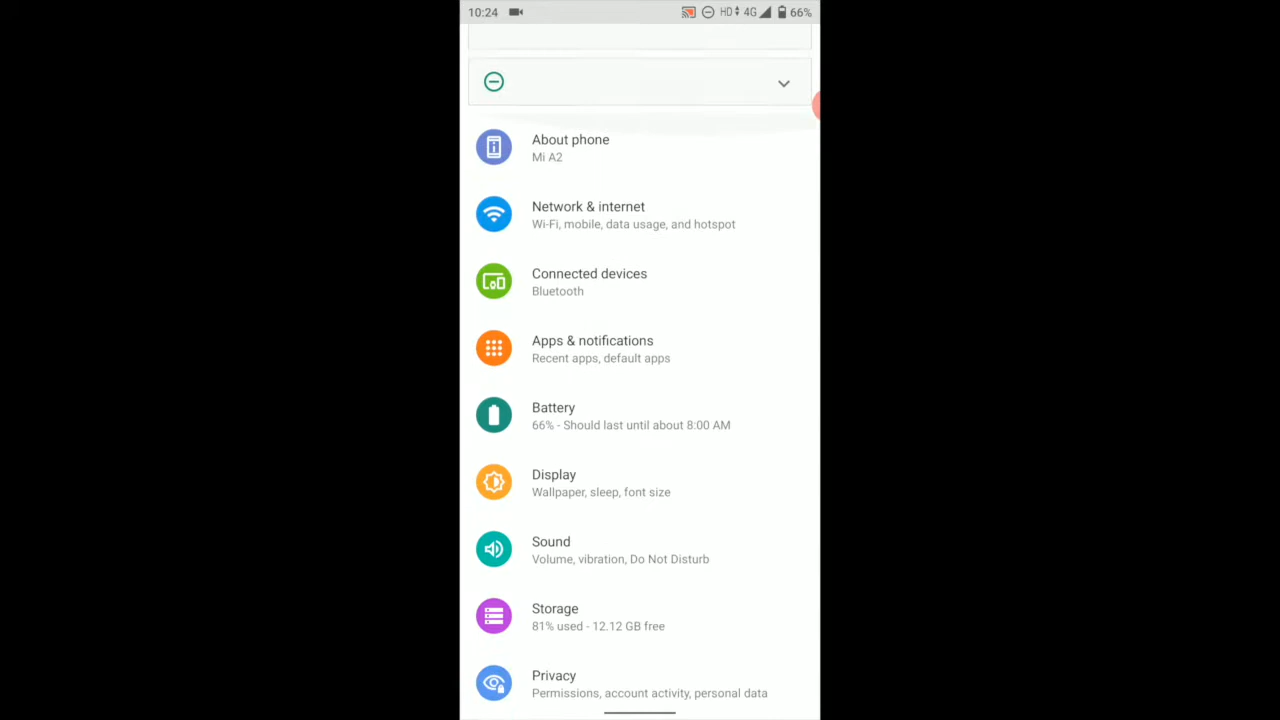 10:24 HD 4G 66%
About phone
Mi A2
Network & internet
Wi-Fi, mobile, data usage, and hotspot
Connected devices
Bluetooth
Apps & notifications
Recent apps, default apps
Battery
66% - Should last until about 8:00 AM
Display
Wallpaper, sleep, font size
Sound
Volume, vibration, Do Not Disturb
Storage
81% used - 12.12 GB free
Privacy
Permissions, account activity, personal data